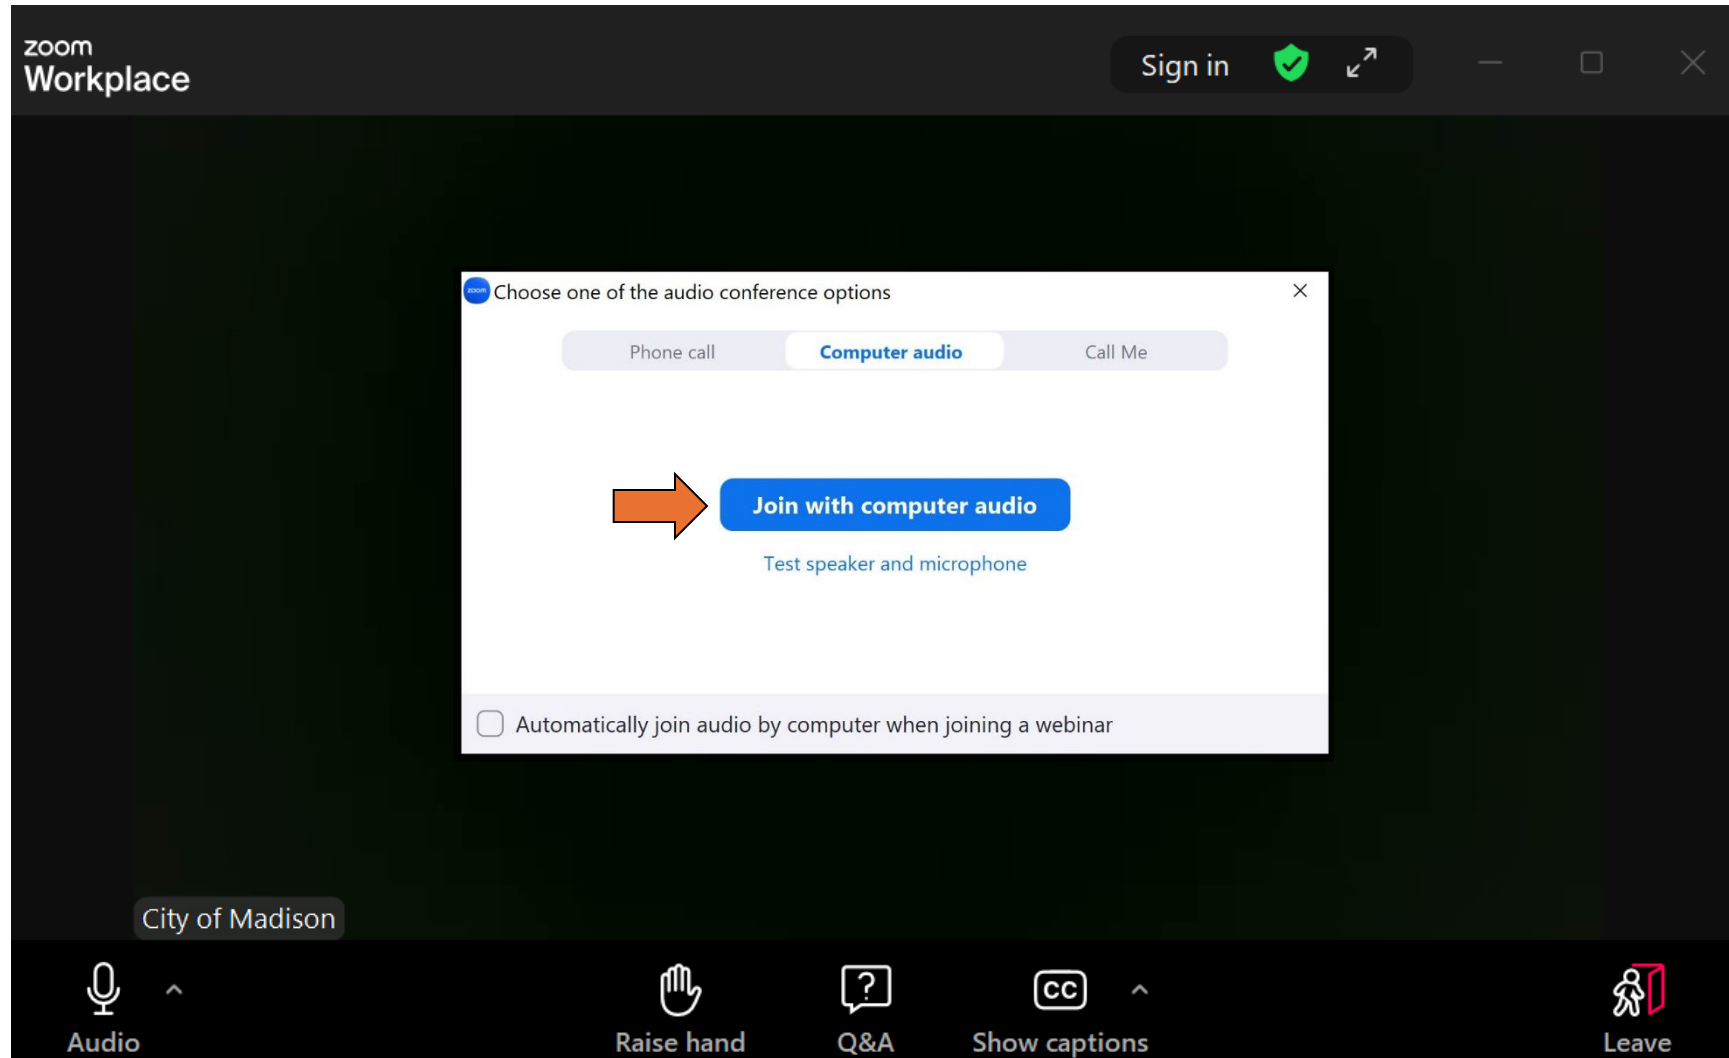 zoom
Workplace
Sign in
zoom
Choose one of the audio conference options
Phone call
Computer audio
Call Me
Join with computer audio
Test speaker and microphone
Automatically join audio by computer when joining a webinar
City of Madison
?
CC
Audio
Raise hand
Q&A
Show captions
Leave